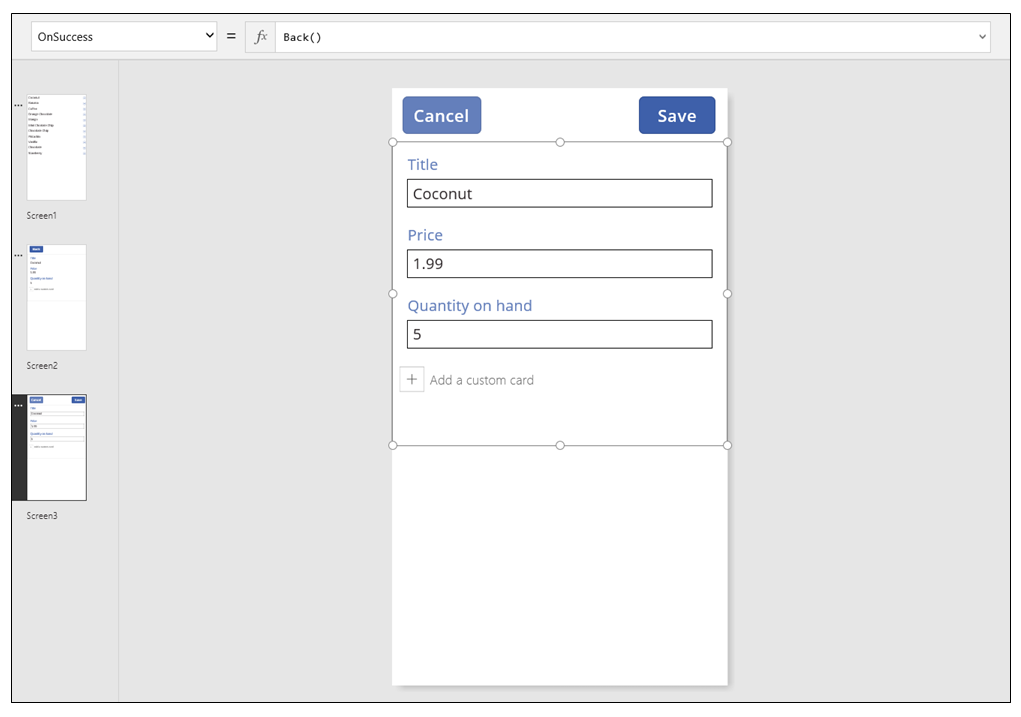 OnSuccess = fx Back()
Screen1
Screen2
Screen3
Cancel Save
Title
Coconut
Price
1.99
Quantity on hand
5
Add a custom card